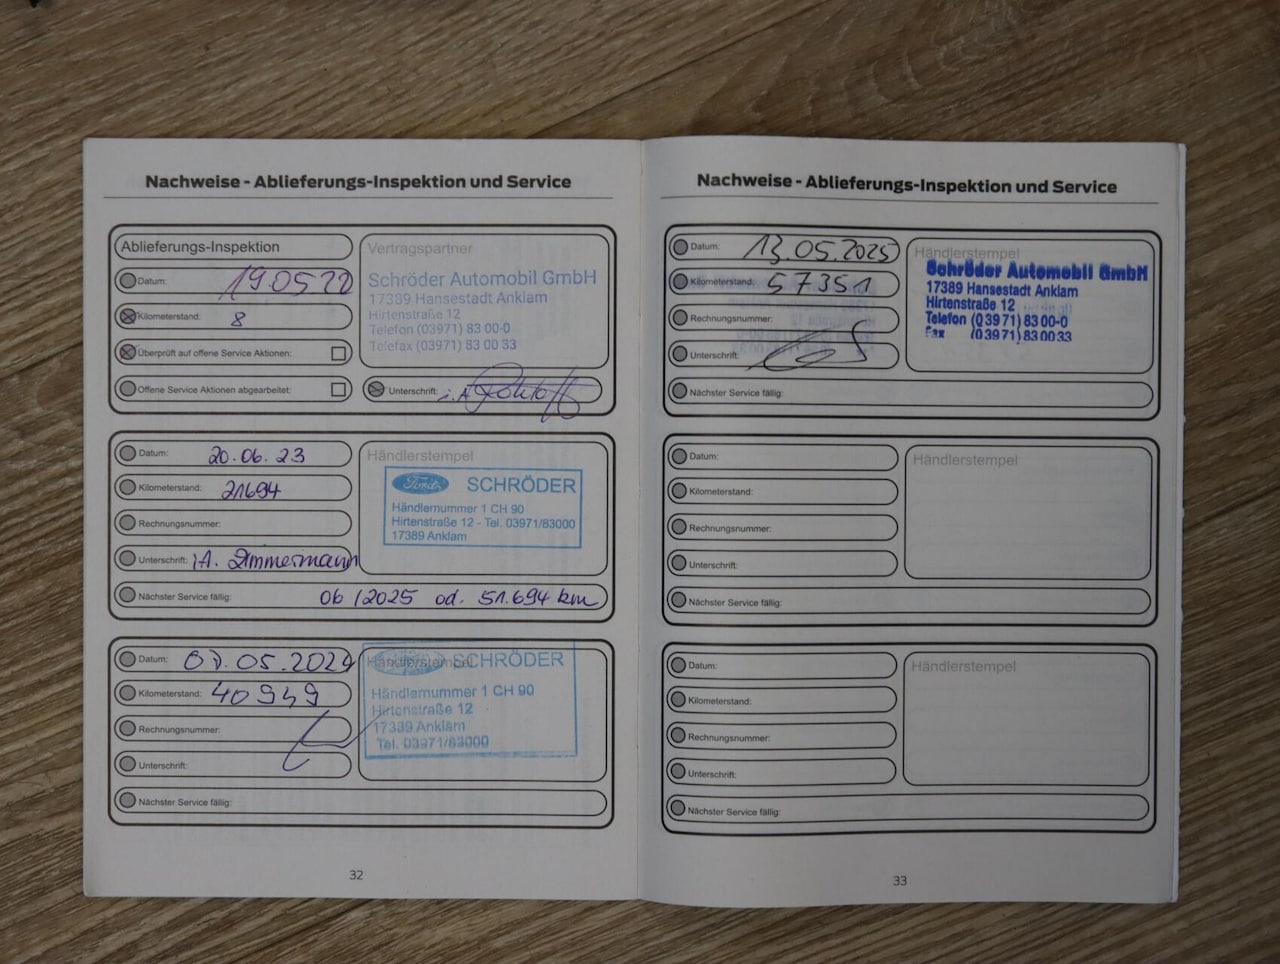 Nachweise - Ablieferungs-Inspektion und Service
Ablieferungs-Inspektion
Datum: 19.05 22
Kilometerstand: 8
Überprüft auf offene Service Aktionen:
Offene Service Aktionen abgearbeitet:
Vertragspartner
Schröder Automobil GmbH
17389 Hansestadt Anklam
Hirtenstraße 12
Telefon (03971) 83 00-0
Telefax (03971) 83 00 33
Unterschrift: i.A.
Datum: 20.06.23
Kilometerstand: 21694
Rechnungsnummer:
Unterschrift: iA. Zimmermann
Händlerstempel
Ford SCHRÖDER
Händlernummer 1 CH 90
Hirtenstraße 12 - Tel. 03971/83000
17389 Anklam
Nächster Service fällig: 06/2025 od. 51.694 km
Datum: 05.2024
Kilometerstand: 40949
Rechnungsnummer:
Unterschrift:
Händlerstempel
SCHRÖDER
Händlernummer 1 CH 90
Hirtenstraße 12
17389 Anklam
Tel. 03971/83000
Nächster Service fällig:
32
Nachweise - Ablieferungs-Inspektion und Service
Datum: 13.05.2025
Kilometerstand: 57351
Rechnungsnummer:
Unterschrift:
Händlerstempel
Schröder Automobil GmbH
17389 Hansestadt Anklam
Hirtenstraße 12
Telefon (03971) 83 00-0
Fax (03971) 83 00 33
Nächster Service fällig:
Datum:
Kilometerstand:
Rechnungsnummer:
Unterschrift:
Händlerstempel
Nächster Service fällig:
Datum:
Kilometerstand:
Rechnungsnummer:
Unterschrift:
Händlerstempel
Nächster Service fällig:
33